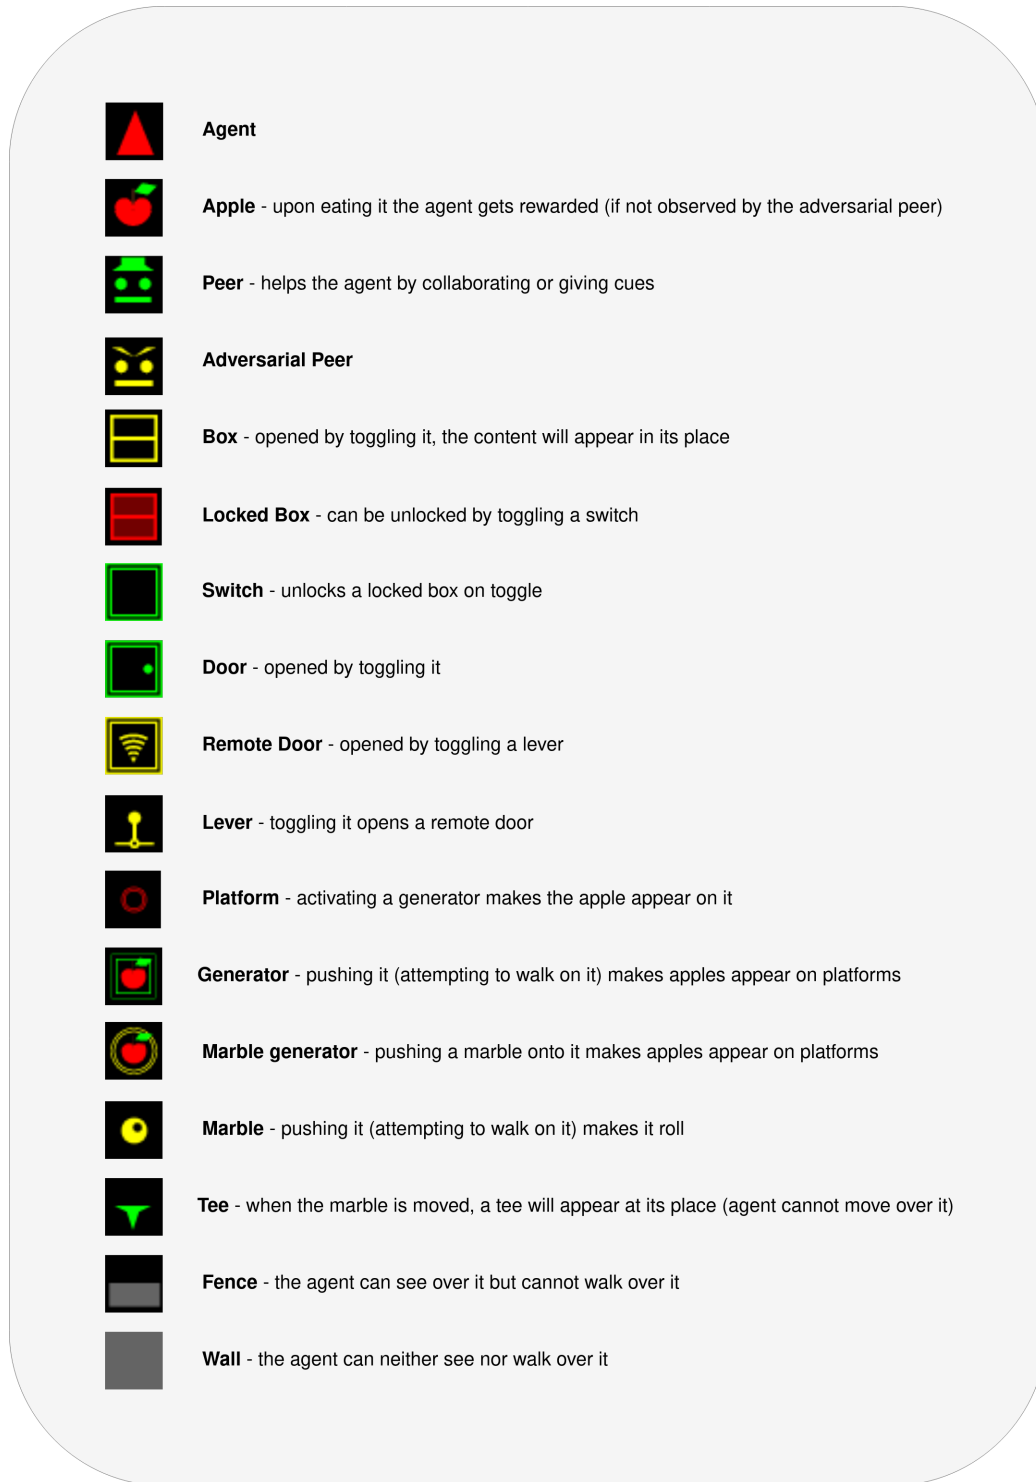 Agent
Apple - upon eating it the agent gets rewarded (if not observed by the adversarial peer)
Peer - helps the agent by collaborating or giving cues
Adversarial Peer
Box - opened by toggling it, the content will appear in its place
Locked Box - can be unlocked by toggling a switch
Switch - unlocks a locked box on toggle
Door - opened by toggling it
Remote Door - opened by toggling a lever
Lever - toggling it opens a remote door
Platform - activating a generator makes the apple appear on it
Generator - pushing it (attempting to walk on it) makes apples appear on platforms
Marble generator - pushing a marble onto it makes apples appear on platforms
Marble - pushing it (attempting to walk on it) makes it roll
Tee - when the marble is moved, a tee will appear at its place (agent cannot move over it)
Fence - the agent can see over it but cannot walk over it
Wall - the agent can neither see nor walk over it